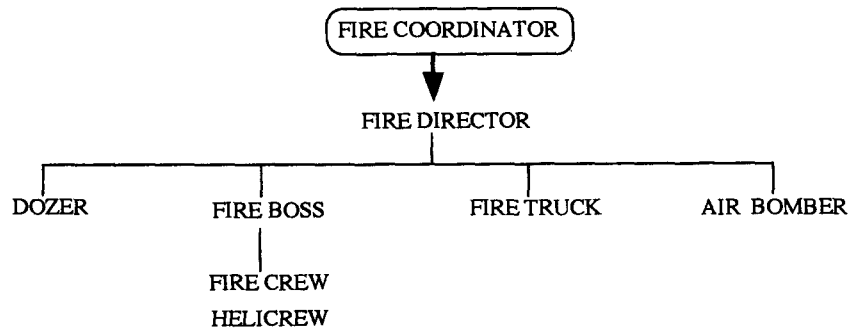 FIRE COORDINATOR
FIRE DIRECTOR
DOZER FIRE BOSS FIRE TRUCK AIR BOMBER
FIRE CREW
HELICREW